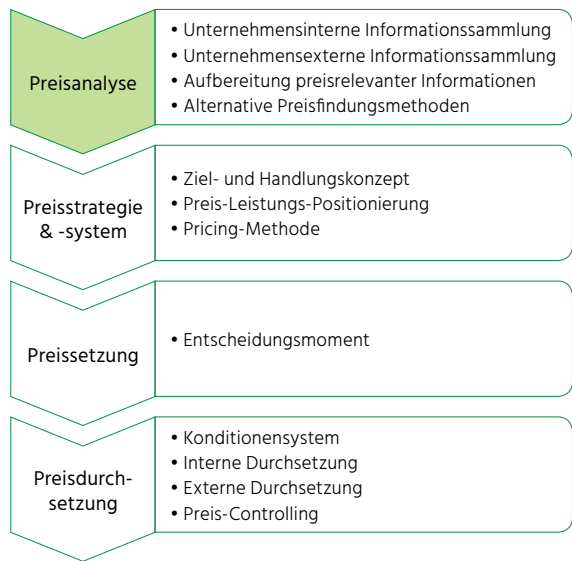 Preisanalyse
• Unternehmensinterne Informationssammlung
• Unternehmensexterne Informationssammlung
• Aufbereitung preisrelevanter Informationen
• Alternative Preisfindungsmethoden
Preisstrategie
& -system
• Ziel- und Handlungskonzept
• Preis-Leistungs-Positionierung
• Pricing-Methode
Preissetzung
• Entscheidungsmoment
Preisdurch-
setzung
• Konditionensystem
• Interne Durchsetzung
• Externe Durchsetzung
• Preis-Controlling